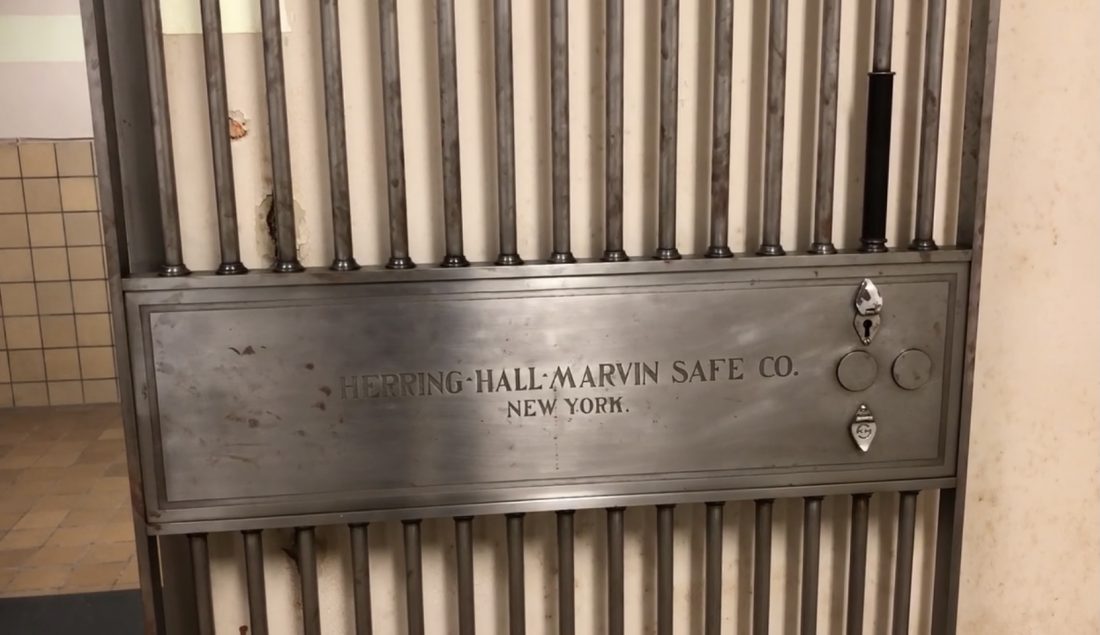 HERRING-HALL-MARVIN SAFE CO.
NEW YORK.